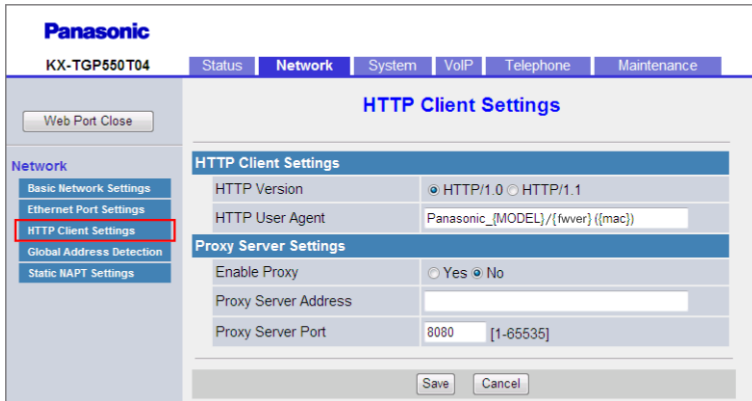 Panasonic
KX-TGP550T04
Status Network System VoIP Telephone Maintenance
Web Port Close
HTTP Client Settings
Network
Basic Network Settings
Ethernet Port Settings
HTTP Client Settings
Global Address Detection
Static NAPT Settings
HTTP Client Settings
HTTP Version HTTP/1.0 HTTP/1.1
HTTP User Agent Panasonic_{MODEL}/{fwver} ({mac})
Proxy Server Settings
Enable Proxy Yes No
Proxy Server Address
Proxy Server Port 8080 [1-65535]
Save Cancel